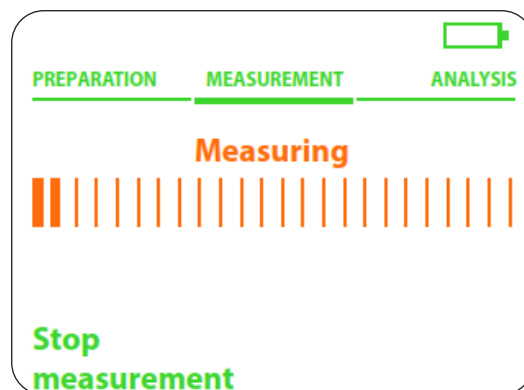 PREPARATION MEASUREMENT ANALYSIS
Measuring
Stop
measurement